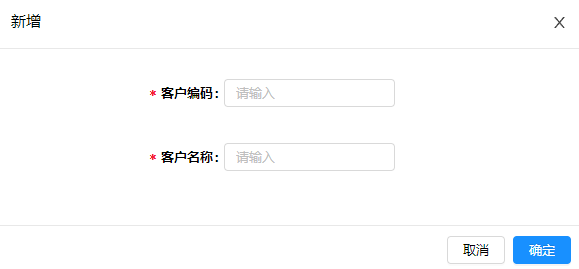 新增
* 客户编码: 请输入
* 客户名称: 请输入
取消 确定